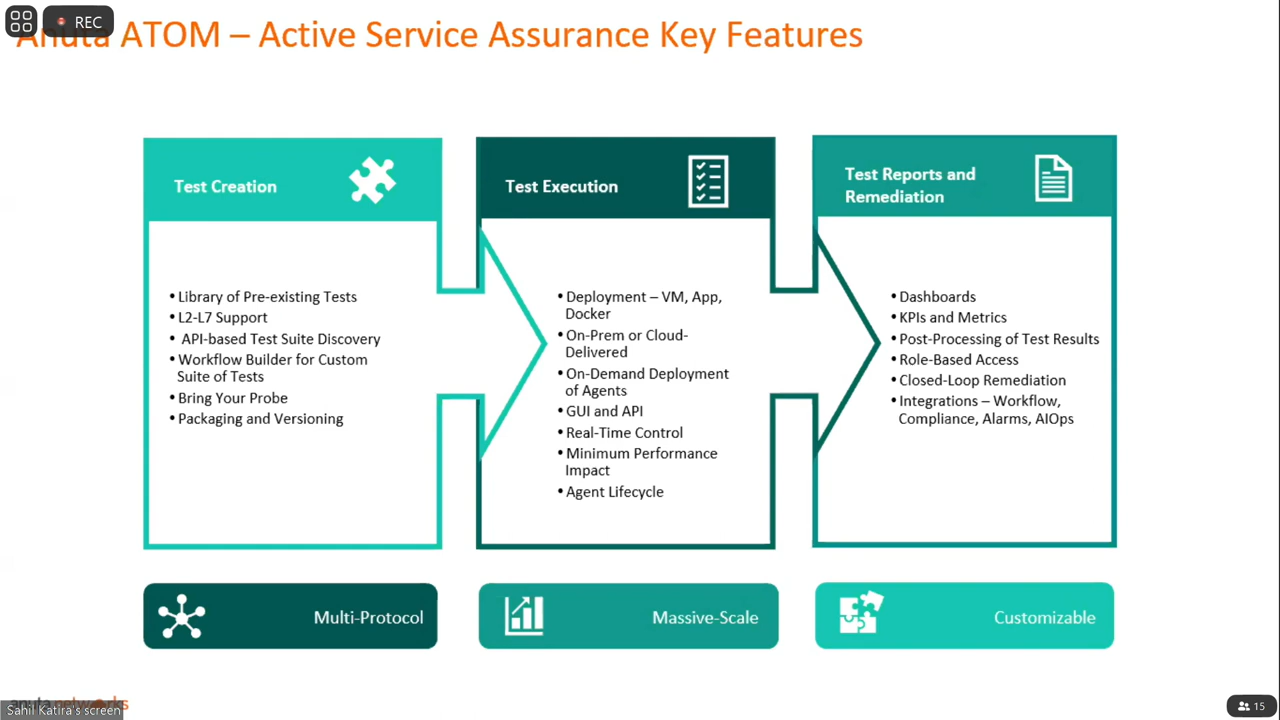 REC
Anuta ATOM – Active Service Assurance Key Features
Test Creation
• Library of Pre-existing Tests
• L2-L7 Support
• API-based Test Suite Discovery
• Workflow Builder for Custom
Suite of Tests
• Bring Your Probe
• Packaging and Versioning
Test Execution
• Deployment – VM, App,
Docker
• On-Prem or Cloud-
Delivered
• On-Demand Deployment
of Agents
• GUI and API
• Real-Time Control
• Minimum Performance
Impact
• Agent Lifecycle
Test Reports and
Remediation
• Dashboards
• KPIs and Metrics
• Post-Processing of Test Results
• Role-Based Access
• Closed-Loop Remediation
• Integrations – Workflow,
Compliance, Alarms, AIOps
Multi-Protocol
Massive-Scale
Customizable
anuta networks
Sahil Katira's screen
15